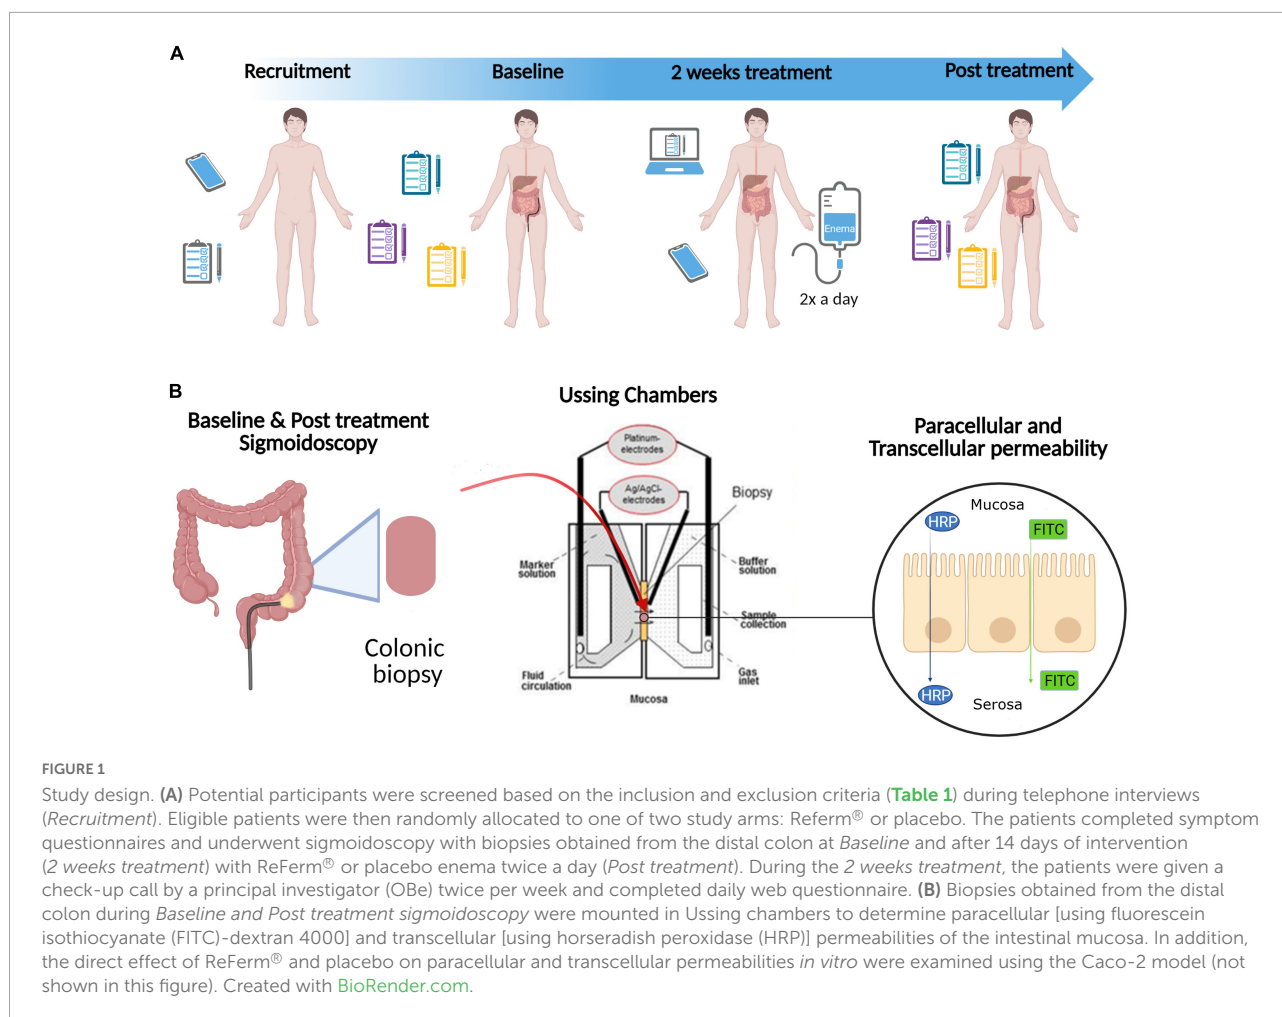 A
Recruitment
Baseline
2 weeks treatment
Post treatment
Enema
2x a day
B
Baseline & Post treatment
Sigmoidoscopy
Colonic
biopsy
Ussing Chambers
Platinum-
electrodes
Ag/AgCl-
electrodes
Biopsy
Marker
solution
Buffer
solution
Sample
collection
Fluid
circulation
Gas
inlet
Mucosa
Paracellular and
Transcellular permeability
Mucosa
HRP
FITC
HRP
FITC
Serosa
FIGURE 1
Study design. (A) Potential participants were screened based on the inclusion and exclusion criteria (Table 1) during telephone interviews
(Recruitment). Eligible patients were then randomly allocated to one of two study arms: Referm® or placebo. The patients completed symptom
questionnaires and underwent sigmoidoscopy with biopsies obtained from the distal colon at Baseline and after 14 days of intervention
(2 weeks treatment) with ReFerm® or placebo enema twice a day (Post treatment). During the 2 weeks treatment, the patients were given a
check-up call by a principal investigator (OBe) twice per week and completed daily web questionnaire. (B) Biopsies obtained from the distal
colon during Baseline and Post treatment sigmoidoscopy were mounted in Ussing chambers to determine paracellular [using fluorescein
isothiocyanate (FITC)-dextran 4000] and transcellular [using horseradish peroxidase (HRP)] permeabilities of the intestinal mucosa. In addition,
the direct effect of ReFerm® and placebo on paracellular and transcellular permeabilities in vitro were examined using the Caco-2 model (not
shown in this figure). Created with BioRender.com.